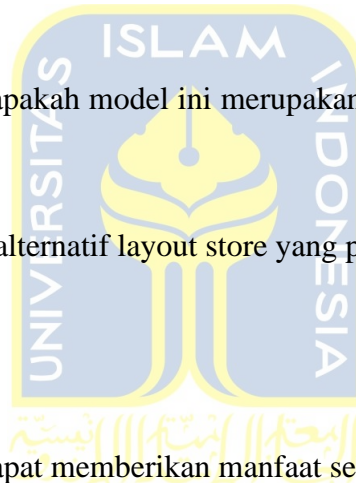 ISLAM
UNIVERSITAS
INDONESIA
apakah model ini merupakan
alternatif layout store yang p
apat memberikan manfaat se